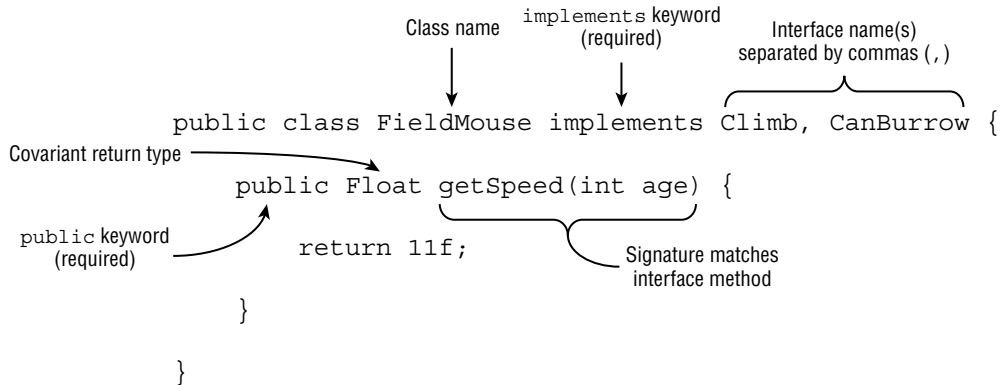 Class name
implements keyword
(required)
Interface name(s)
separated by commas (,)
public class FieldMouse implements Climb, CanBurrow {
Covariant return type
public Float getSpeed(int age) {
public keyword
(required)
return 11f;
Signature matches
interface method
}
}